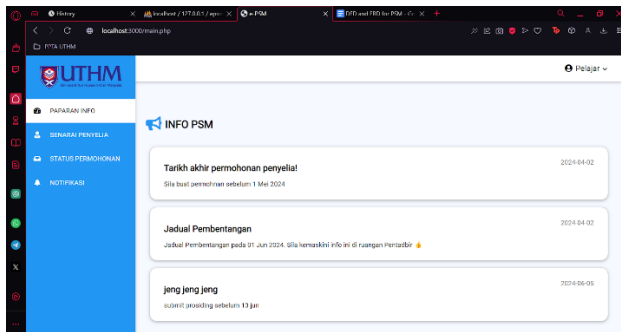 History
localhost / 127.0.0.1 /
e-PSM
DFD and ERD for PSM
localhost:3000/main.php
PPTA UTHM
UTHM
Pelajar
PAPARAN INFO
SENARAI PENYELIA
STATUS PERMOHONAN
NOTIFIKASI
INFO PSM
Tarikh akhir permohonan penyelia!
2024-04-02
Sila buat permohnan sebelum 1 Mei 2024
Jadual Pembentangan
2024-04-02
Jadual Pembentangan pada 01 Jun 2024. Sila kemaskini info ini di ruangan Pentadbir 👍
jeng jeng jeng
2024-06-05
submit prosiding sebelum 13 jun